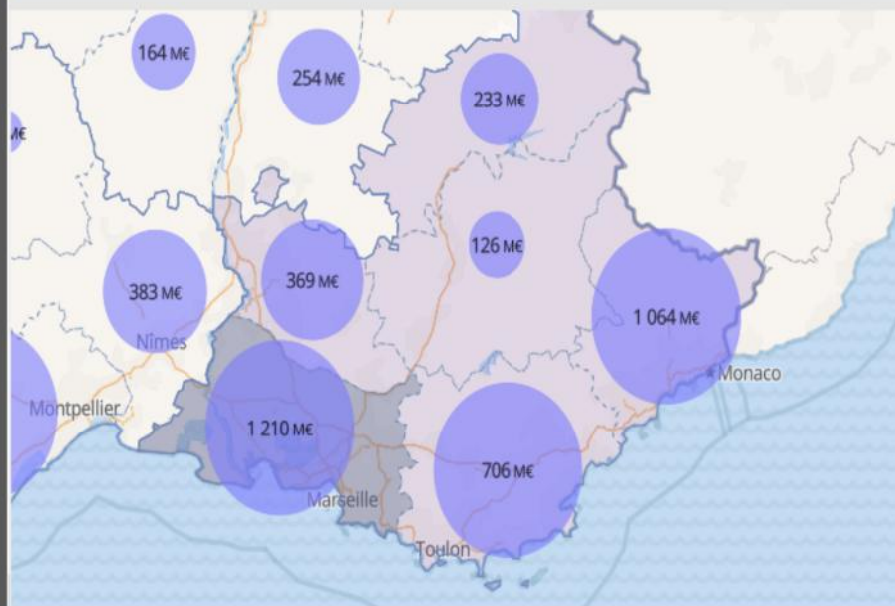 164 M€
254 M€
233 M€
M€
126 M€
369 M€
383 M€
1 064 M€
Nîmes
Monaco
Montpellier
1 210 M€
706 M€
Marseille
Toulon